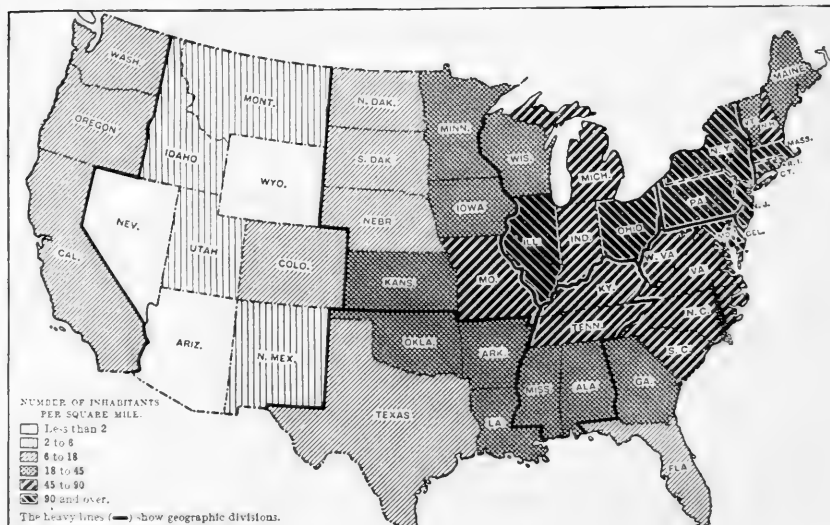 WASH.
OREGON
CAL.
NEV.
IDAHO
MONT.
WYO.
UTAH
COLO.
ARIZ.
N. MEX.
N. DAK.
S. DAK.
NEBR
KANS.
OKLA.
TEXAS
MINN.
IOWA
MO.
ARK.
LA.
WIS.
ILL.
MICH.
IND.
OHIO
KY.
TENN.
MISS.
ALA
GA.
FLA
S.C.
N.C.
VA.
W. VA
PA.
N.Y.
N.J.
DEL.
CT.
R.I.
MASS.
MAINE
NUMBER OF INHABITANTS
PER SQUARE MILE.
Less than 2
2 to 6
6 to 18
18 to 45
45 to 90
90 and over.
The heavy lines (▬) show geographic divisions.